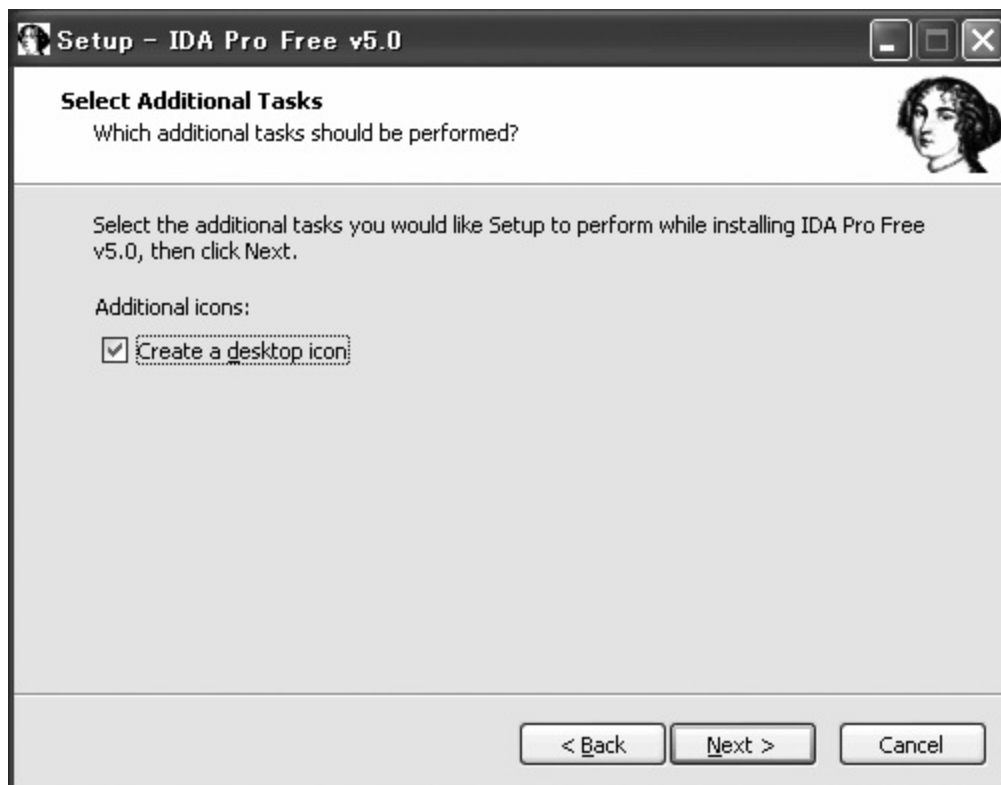 Setup - IDA Pro Free v5.0
Select Additional Tasks
Which additional tasks should be performed?
Select the additional tasks you would like Setup to perform while installing IDA Pro Free
v5.0, then click Next.
Additional icons:
Create a desktop icon
< Back
Next >
Cancel